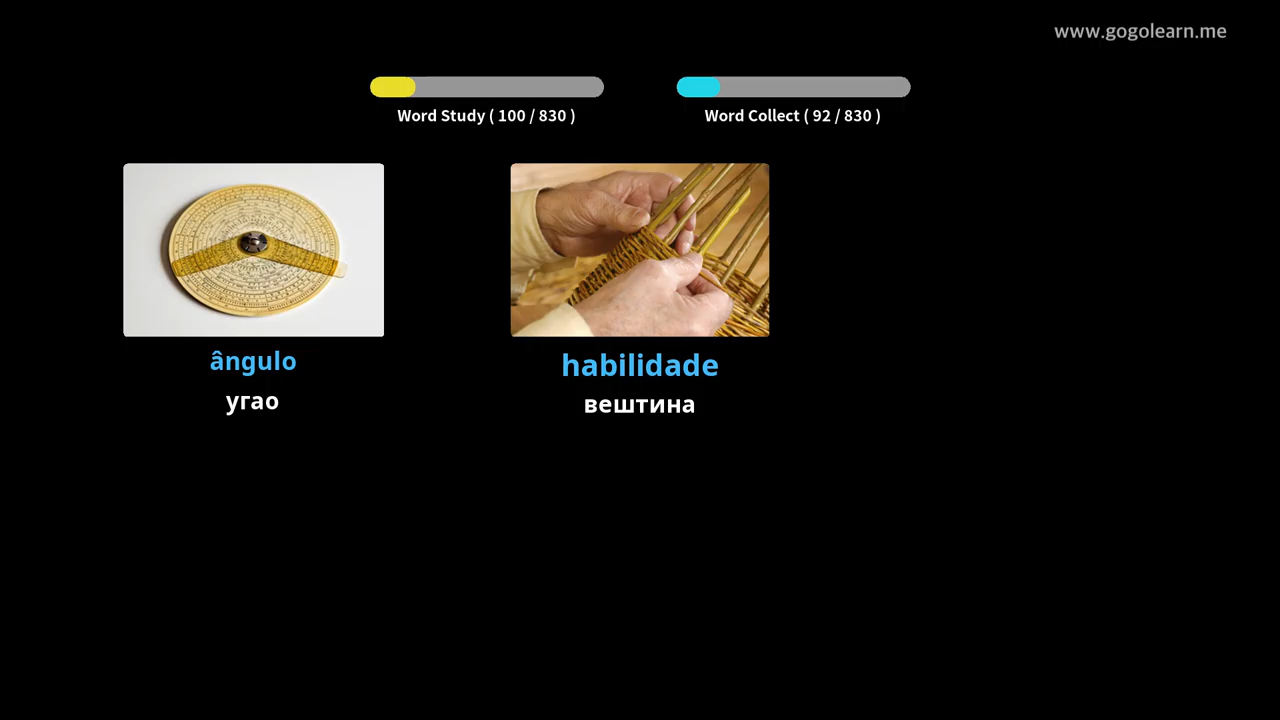 www.gogolearn.me
Word Study ( 100 / 830 )
Word Collect ( 92 / 830 )
ângulo
угао
habilidade
вештина